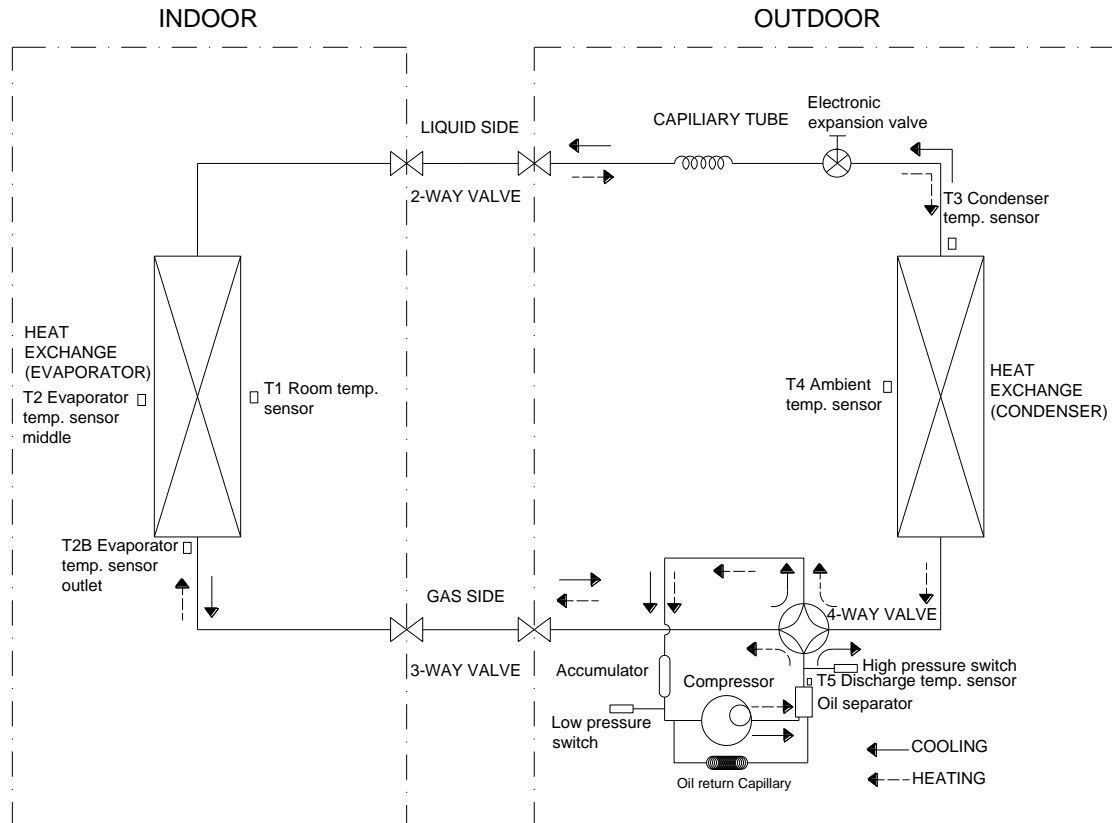 INDOOR
OUTDOOR
LIQUID SIDE
CAPILIARY TUBE
Electronic
expansion valve
2-WAY VALVE
T3 Condenser
temp. sensor
HEAT
EXCHANGE
(EVAPORATOR)
T2 Evaporator
temp. sensor
middle
T1 Room temp.
sensor
T4 Ambient
temp. sensor
HEAT
EXCHANGE
(CONDENSER)
T2B Evaporator
temp. sensor
outlet
GAS SIDE
3-WAY VALVE
4-WAY VALVE
Accumulator
Compressor
High pressure switch
T5 Discharge temp. sensor
Oil separator
Low pressure
switch
Oil return Capillary
COOLING
HEATING